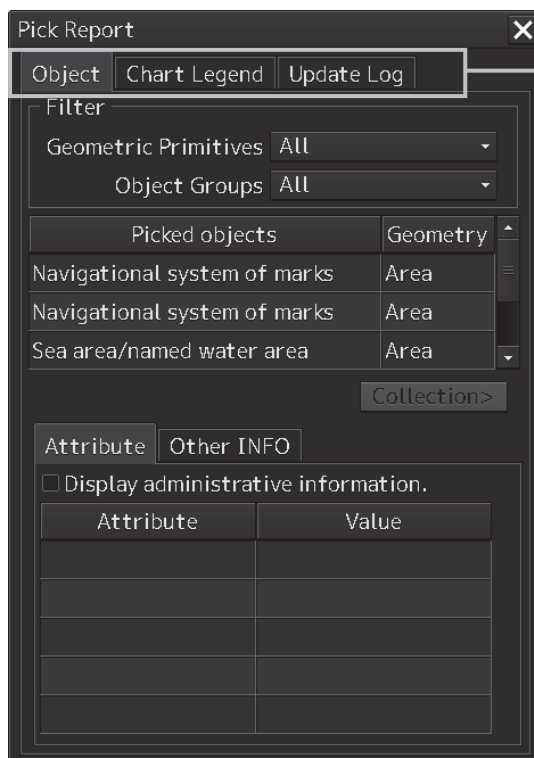 Pick Report
Object Chart Legend Update Log
Filter
Geometric Primitives All
Object Groups All
Picked objects Geometry
Navigational system of marks Area
Navigational system of marks Area
Sea area/named water area Area
Collection>
Attribute Other INFO
Display administrative information.
Attribute Value